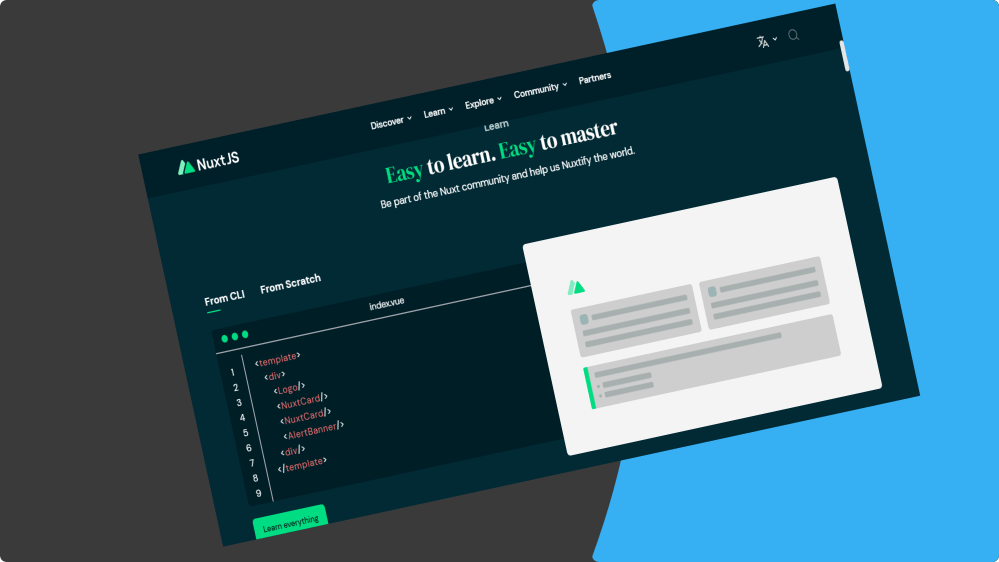 NuxtJS
Discover
Learn
Explore
Community
Partners
Learn
Easy to learn. Easy to master
Be part of the Nuxt community and help us Nuxtify the world.
From CLI
From Scratch
index.vue
1
2
3
4
5
6
7
8
9
<template>
<div>
<Logo/>
<NuxtCard/>
<NuxtCard/>
<AlertBanner/>
<div/>
</template>
Learn everything